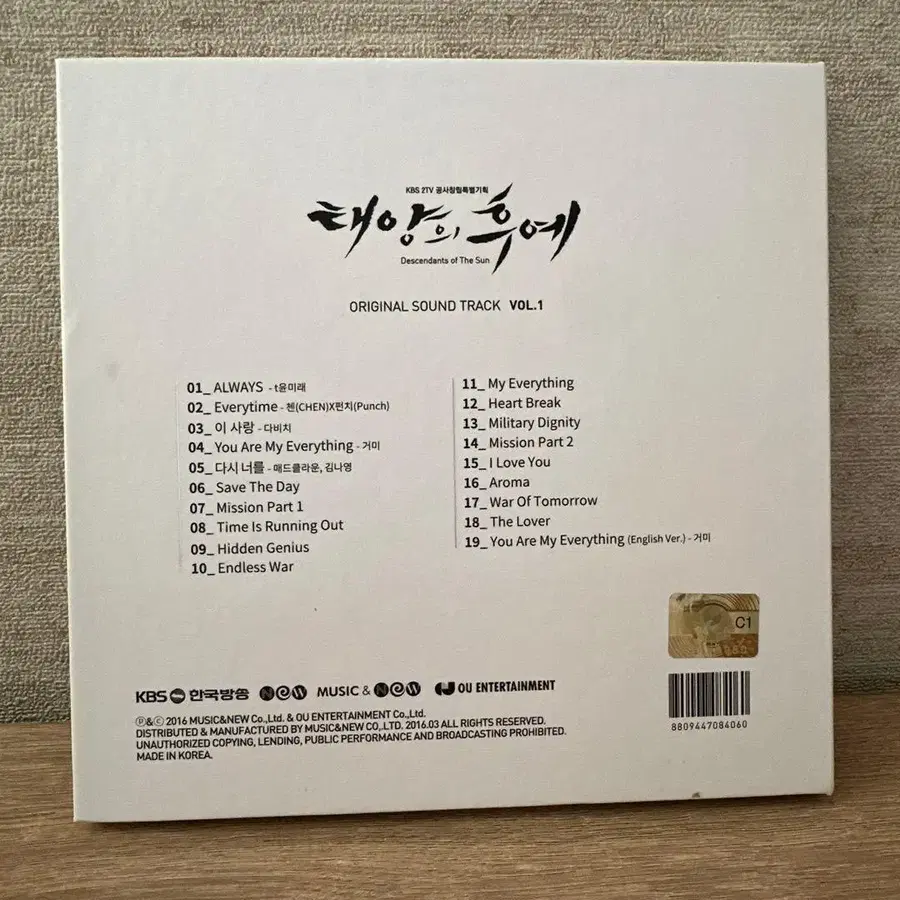 KBS 2TV 공사창립특별기획
태양의 후예
Descendants of The Sun
ORIGINAL SOUND TRACK VOL.1
01_ ALWAYS - t윤미래
02_ Everytime - 첸(CHEN)X펀치(Punch)
03_ 이 사랑 - 다비치
04_ You Are My Everything - 거미
05_ 다시 너를 - 매드클라운, 김나영
06_ Save The Day
07_ Mission Part 1
08_ Time Is Running Out
09_ Hidden Genius
10_ Endless War
11_ My Everything
12_ Heart Break
13_ Military Dignity
14_ Mission Part 2
15_ I Love You
16_ Aroma
17_ War Of Tomorrow
18_ The Lover
19_ You Are My Everything (English Ver.) - 거미
C1
KBS 한국방송 NEW MUSIC & NEW OU ENTERTAINMENT
Ⓟ&ⓒ 2016 MUSIC&NEW Co.,Ltd. & OU ENTERTAINMENT Co.,Ltd.
DISTRIBUTED & MANUFACTURED BY MUSIC&NEW CO,.LTD. 2016.03 ALL RIGHTS RESERVED.
UNAUTHORIZED COPYING, LENDING, PUBLIC PERFORMANCE AND BROADCASTING PROHIBITED.
MADE IN KOREA.
8809447084060